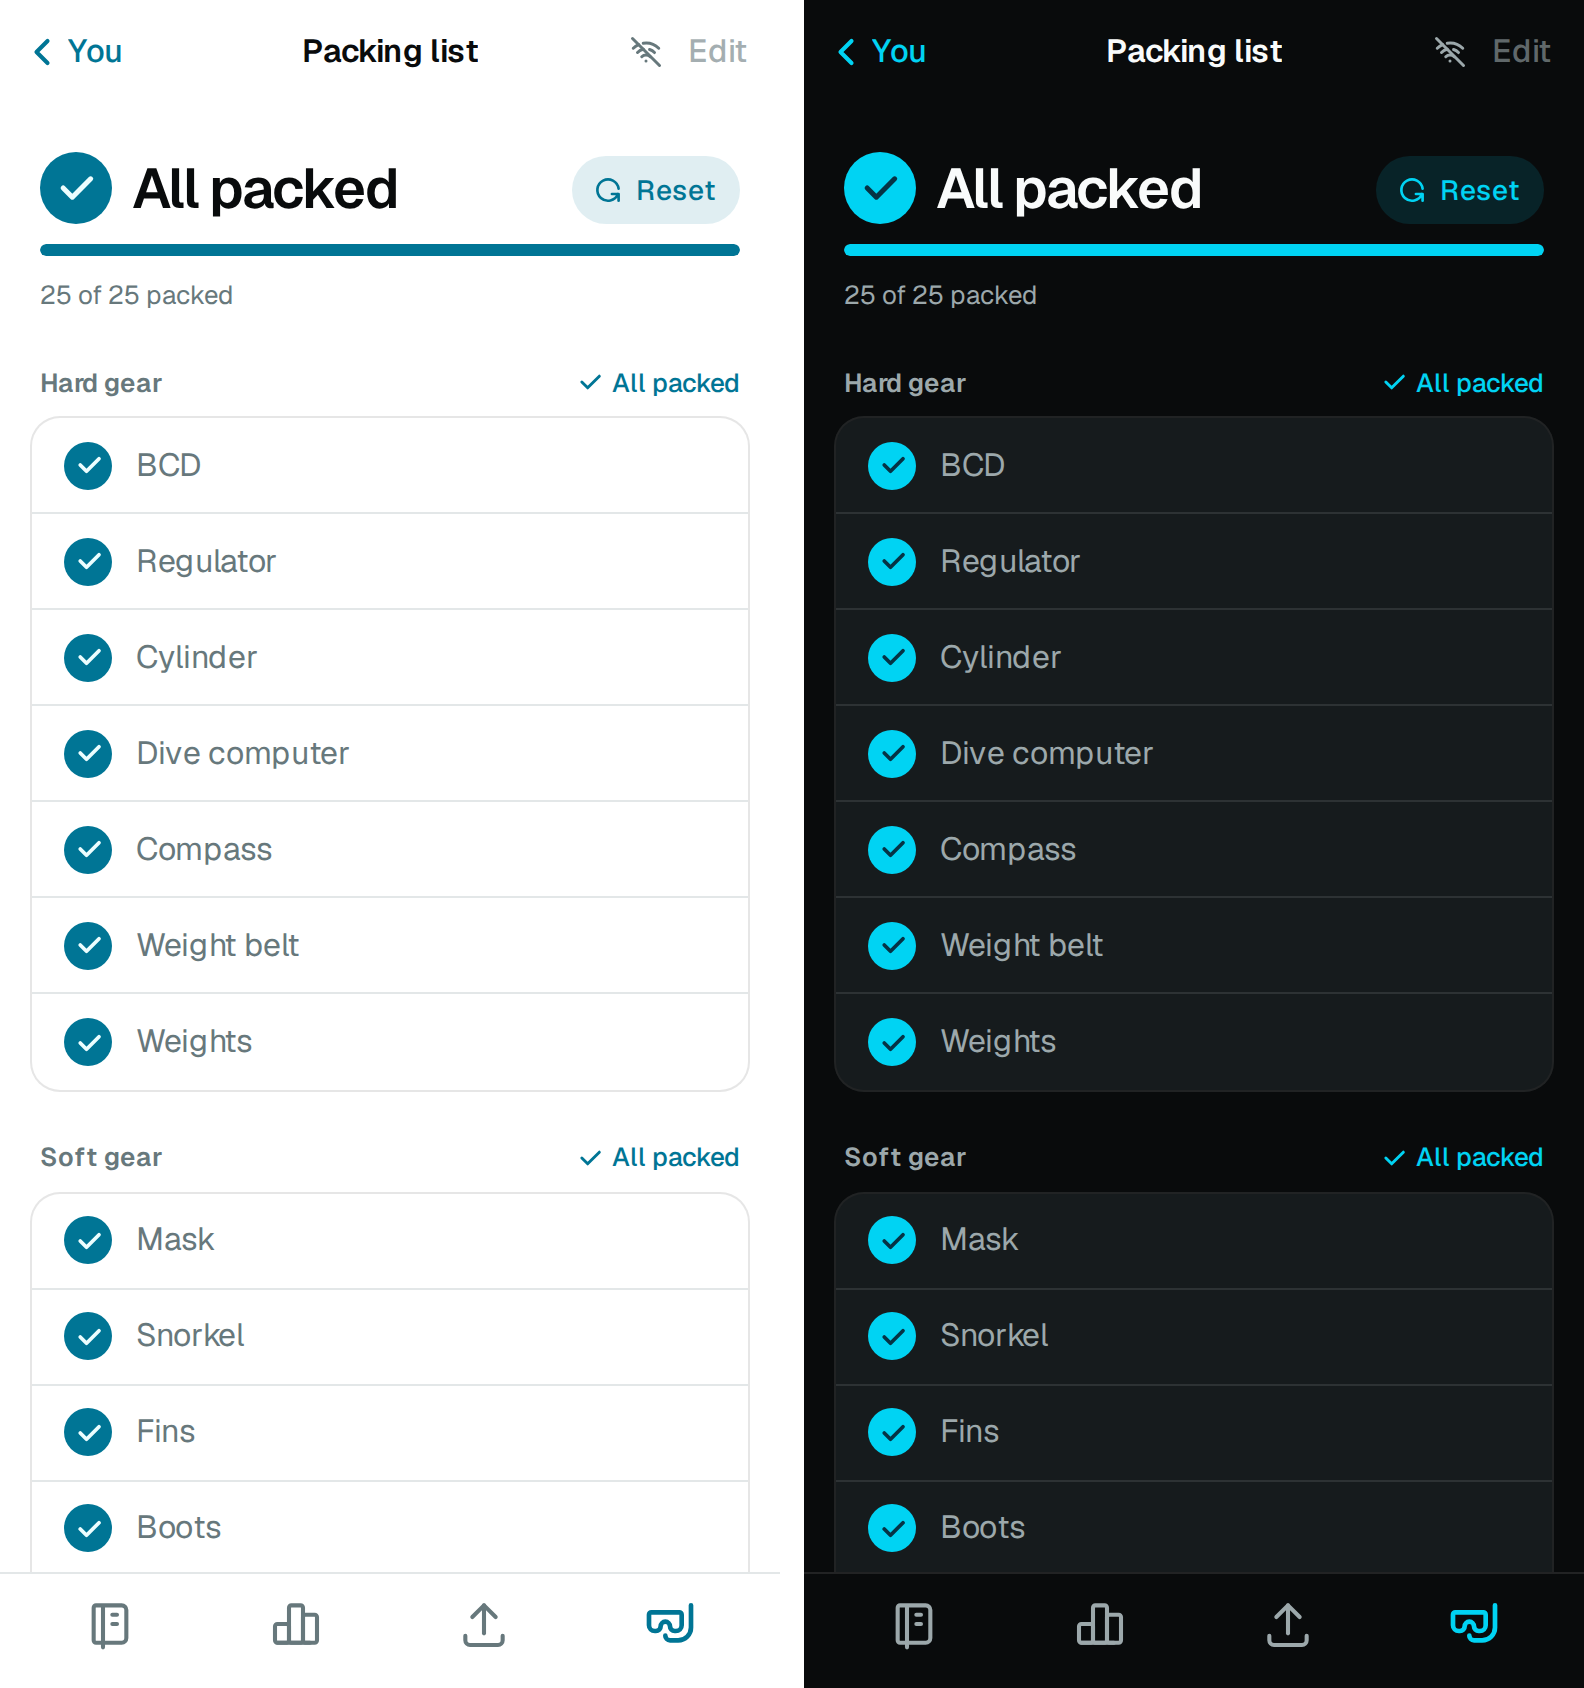 You
Packing list
Edit
All packed
Reset
25 of 25 packed
Hard gear
All packed
BCD
Regulator
Cylinder
Dive computer
Compass
Weight belt
Weights
Soft gear
All packed
Mask
Snorkel
Fins
Boots
You
Packing list
Edit
All packed
Reset
25 of 25 packed
Hard gear
All packed
BCD
Regulator
Cylinder
Dive computer
Compass
Weight belt
Weights
Soft gear
All packed
Mask
Snorkel
Fins
Boots